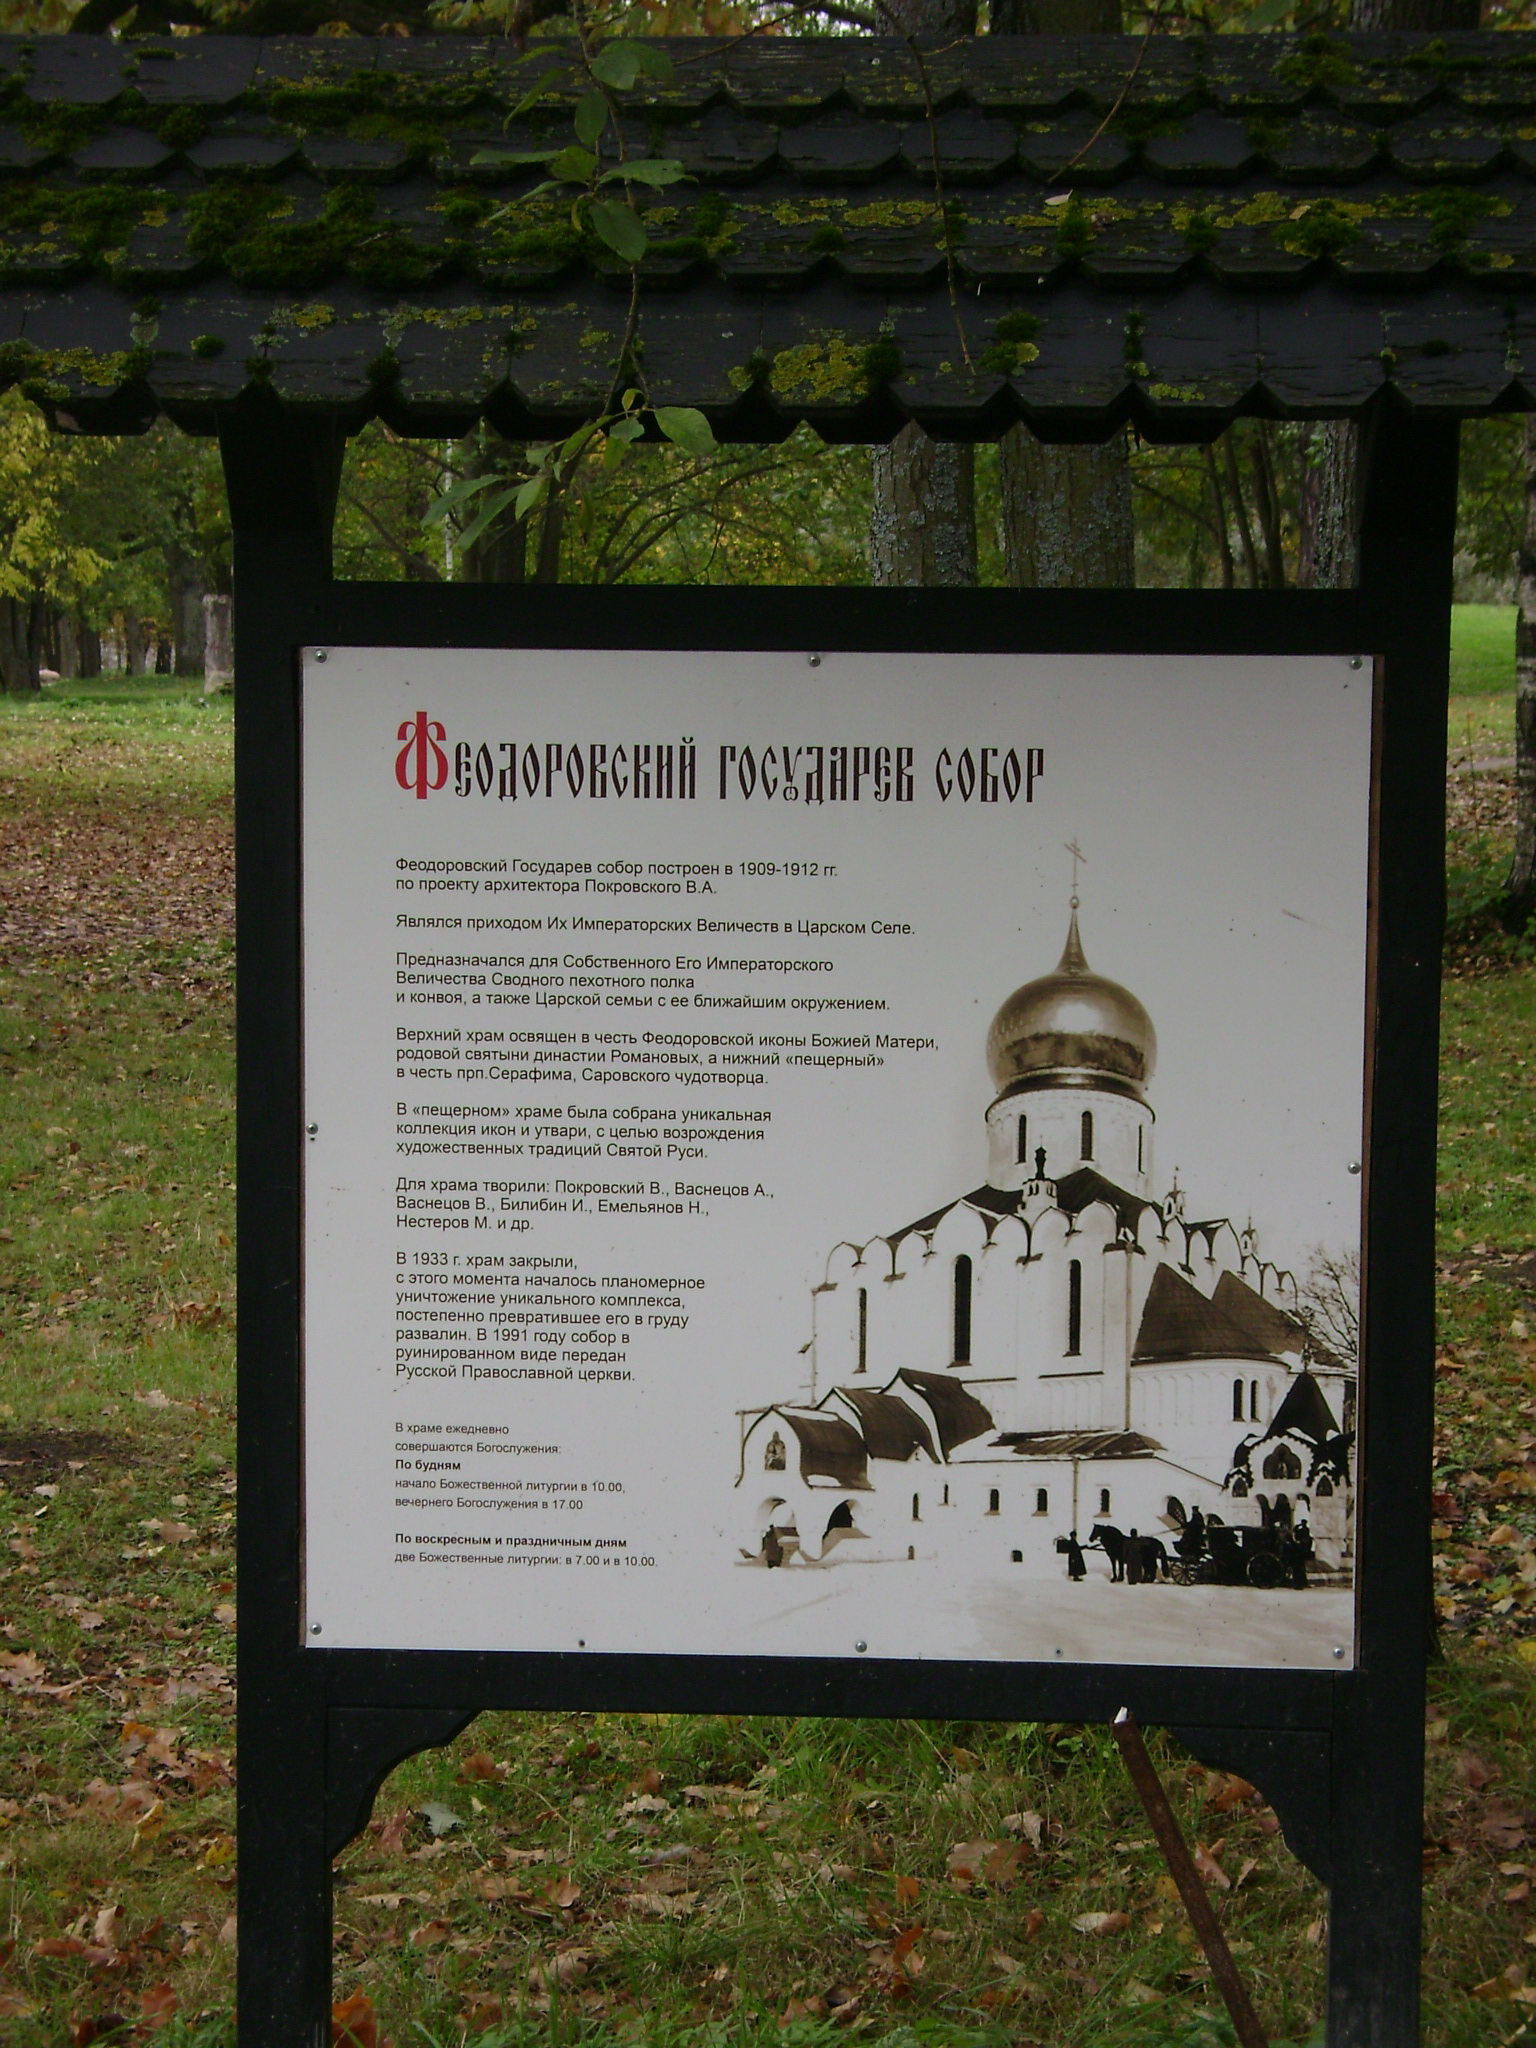 Феодоровский государев собор
Феодоровский Государев собор построен в 1909-1912 гг.
по проекту архитектора Покровского В.А.
Являлся приходом Их Императорских Величеств в Царском Селе.
Предназначался для Собственного Его Императорского
Величества Сводного пехотного полка
и конвоя, а также Царской семьи с ее ближайшим окружением.
Верхний храм освящен в честь Феодоровской иконы Божией Матери,
родовой святыни династии Романовых, а нижний «пещерный»
в честь прп.Серафима, Саровского чудотворца.
В «пещерном» храме была собрана уникальная
коллекция икон и утвари, с целью возрождения
художественных традиций Святой Руси.
Для храма творили: Покровский В., Васнецов А.,
Васнецов В., Билибин И., Емельянов Н.,
Нестеров М. и др.
В 1933 г. храм закрыли,
с этого момента началось планомерное
уничтожение уникального комплекса,
постепенно превратившее его в груду
развалин. В 1991 году собор в
руинированном виде передан
Русской Православной церкви.
В храме ежедневно
совершаются Богослужения:
По будням
начало Божественной литургии в 10.00,
вечернего Богослужения в 17.00
По воскресным и праздничным дням
две Божественные литургии: в 7.00 и в 10.00.